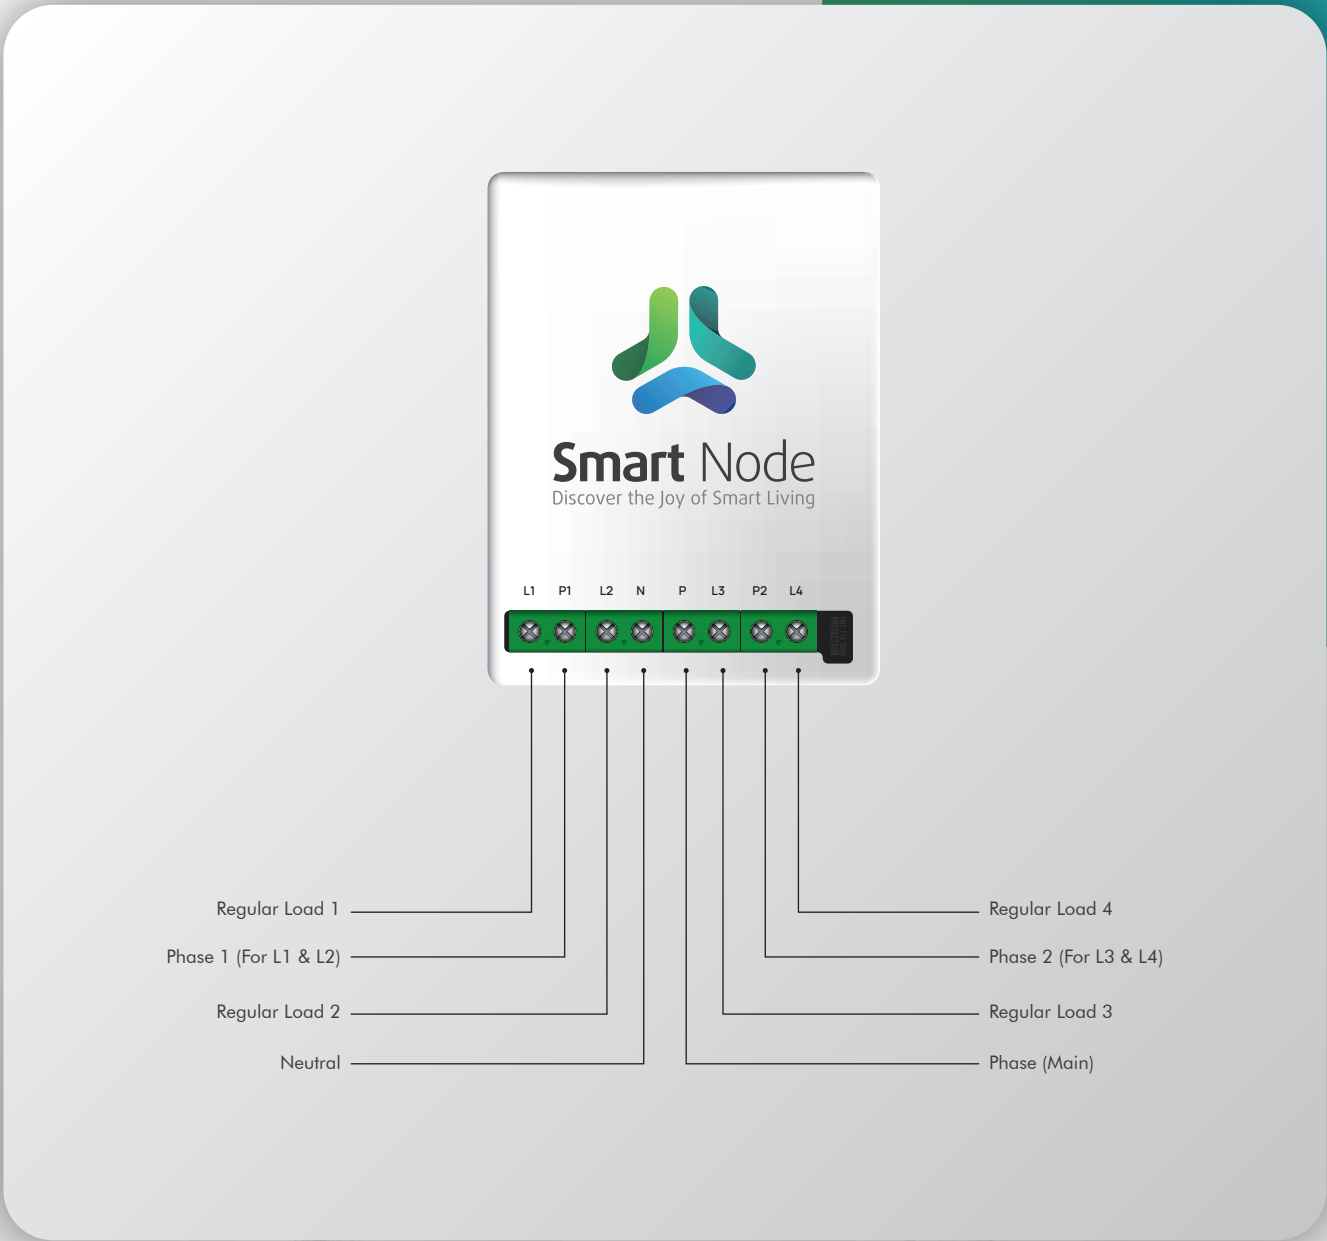 Smart Node
Discover the Joy of Smart Living
L1 P1 L2 N P L3 P2 L4
Regular Load 1
Phase 1 (For L1 & L2)
Regular Load 2
Neutral
Regular Load 4
Phase 2 (For L3 & L4)
Regular Load 3
Phase (Main)